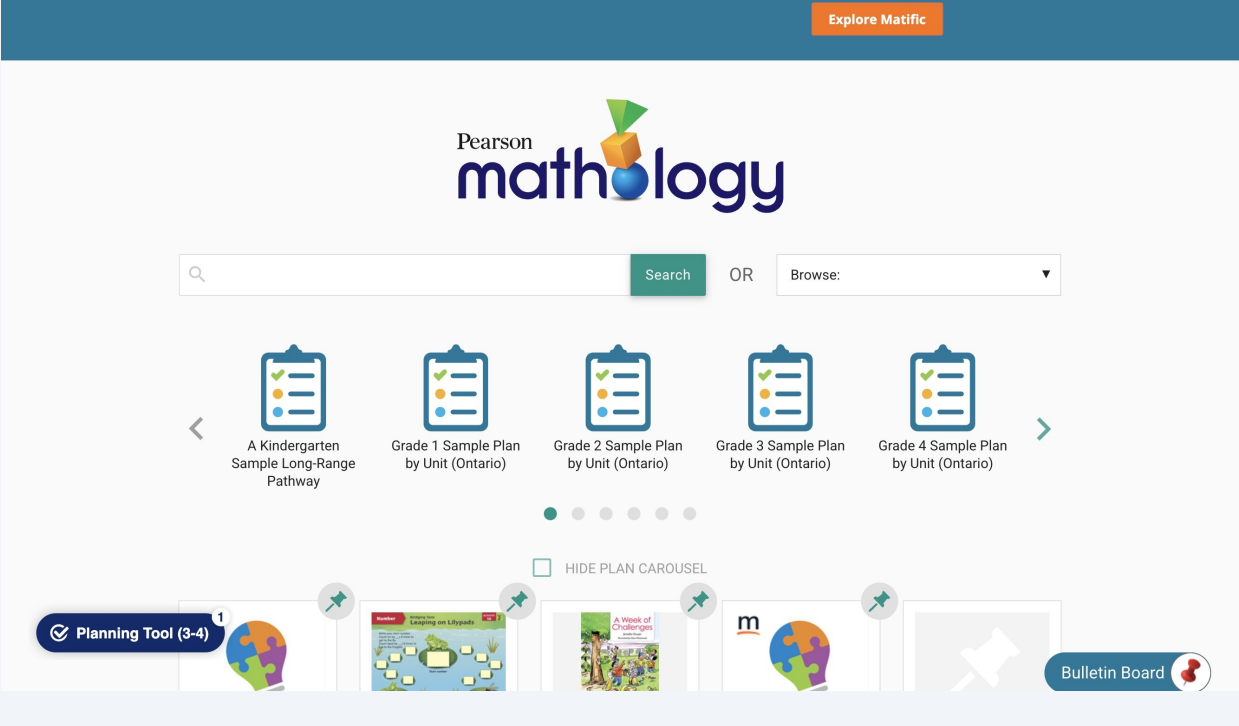 Explore Matific
Pearson
mathology
Search
OR
Browse:
A Kindergarten
Sample Long-Range
Pathway
Grade 1 Sample Plan
by Unit (Ontario)
Grade 2 Sample Plan
by Unit (Ontario)
Grade 3 Sample Plan
by Unit (Ontario)
Grade 4 Sample Plan
by Unit (Ontario)
HIDE PLAN CAROUSEL
Planning Tool (3-4)
1
Number
Leaping on Lilypads
A Week of
Challenges
m
Bulletin Board